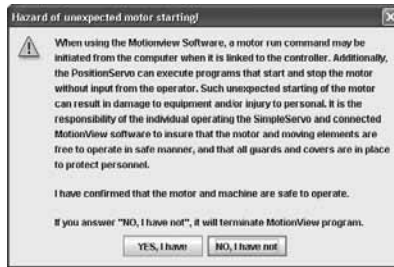 Hazard of unexpected motor starting!
When using the Motionview Software, a motor run command may be
initiated from the computer when it is linked to the controller. Additionally,
the PositionServo can execute programs that start and stop the motor
without input from the operator. Such unexpected starting of the motor
can result in damage to equipment and/or injury to personal. It is the
responsibility of the individual operating the SimpleServo and connected
MotionView software to insure that the motor and moving elements are
free to operate in safe manner, and that all guards and covers are in place
to protect personnel.
I have confirmed that the motor and machine are safe to operate.
If you answer "NO, I have not", it will terminate MotionView program.
YES, I have
NO, I have not